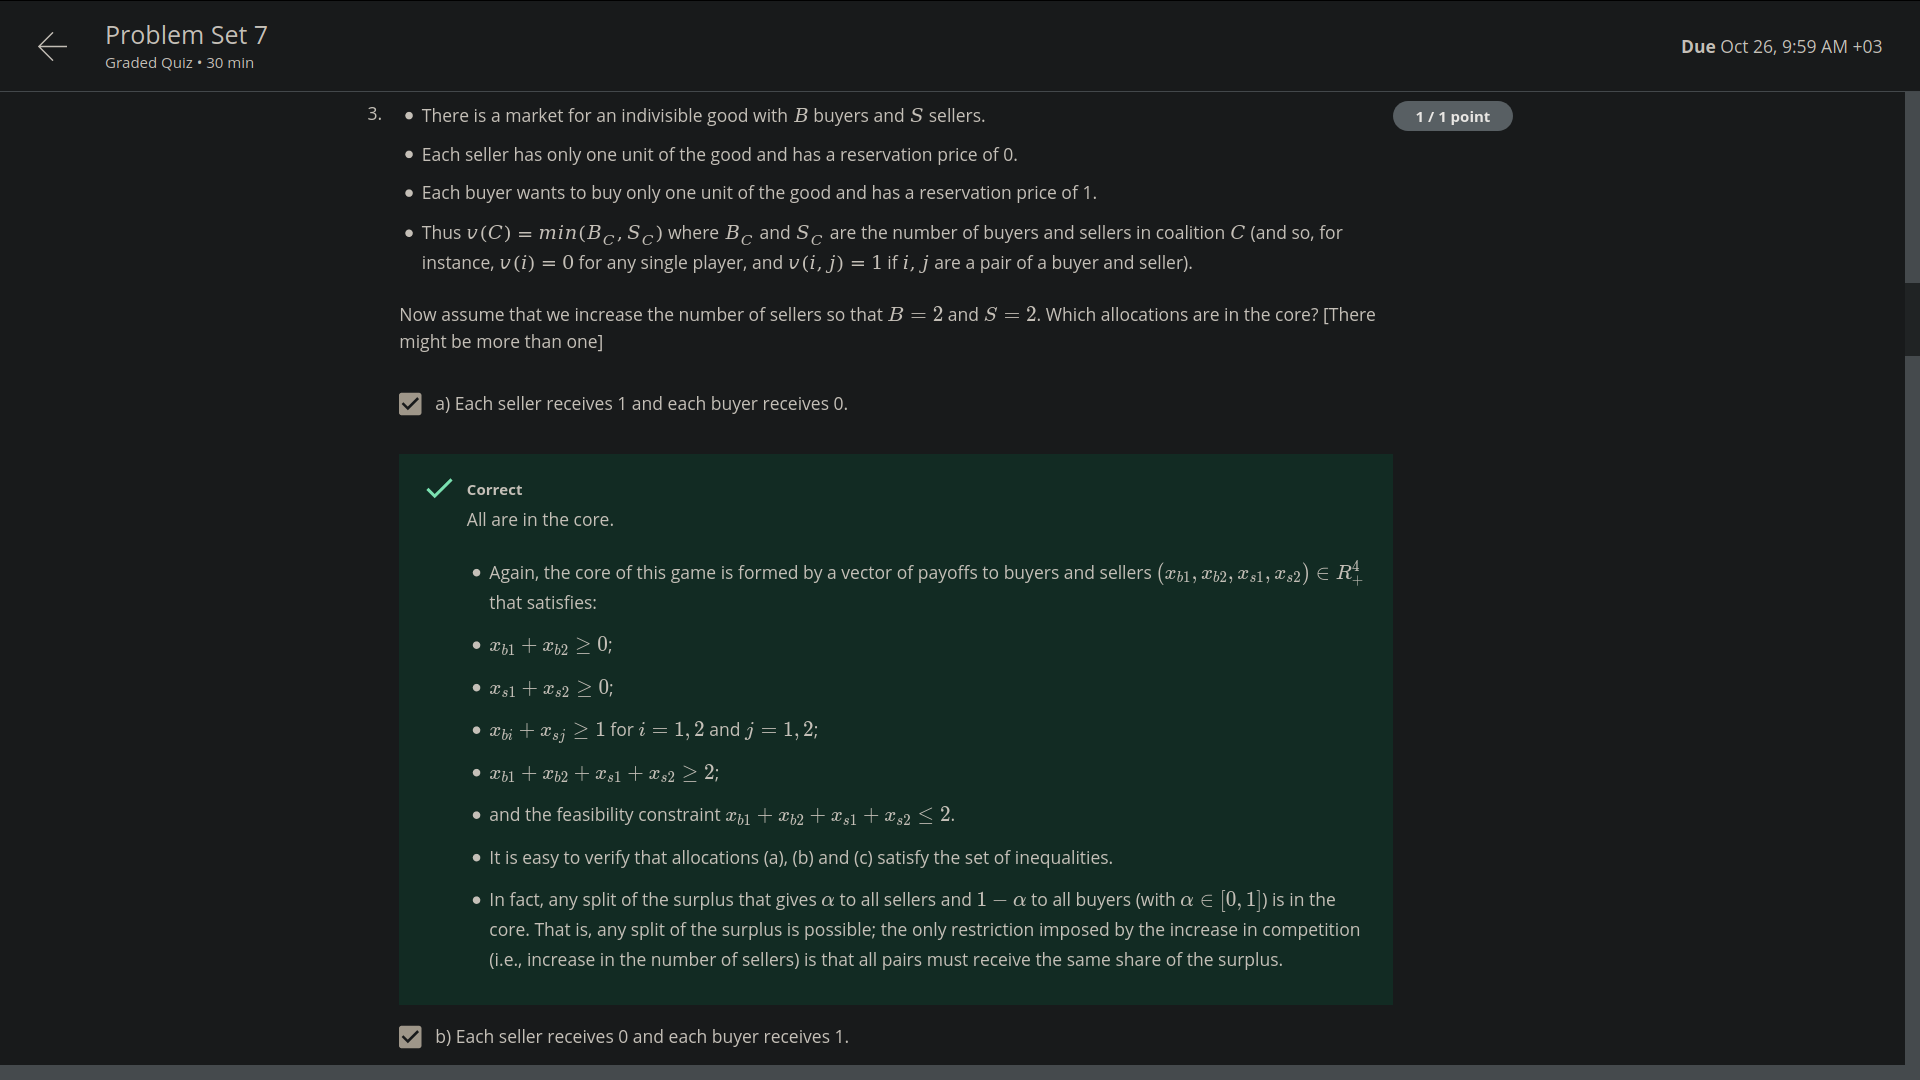 Problem Set 7
Graded Quiz • 30 min
Due Oct 26, 9:59 AM +03
3.
• There is a market for an indivisible good with B buyers and S sellers.
1 / 1 point
• Each seller has only one unit of the good and has a reservation price of 0.
• Each buyer wants to buy only one unit of the good and has a reservation price of 1.
• Thus v(C) = min(B_C, S_C) where B_C and S_C are the number of buyers and sellers in coalition C (and so, for
instance, v(i) = 0 for any single player, and v(i, j) = 1 if i, j are a pair of a buyer and seller).
Now assume that we increase the number of sellers so that B = 2 and S = 2. Which allocations are in the core? [There
might be more than one]
a) Each seller receives 1 and each buyer receives 0.
Correct
All are in the core.
• Again, the core of this game is formed by a vector of payoffs to buyers and sellers (x_{b1}, x_{b2}, x_{s1}, x_{s2}) ∈ R^4_+
that satisfies:
• x_{b1} + x_{b2} ≥ 0;
• x_{s1} + x_{s2} ≥ 0;
• x_{bi} + x_{sj} ≥ 1 for i = 1, 2 and j = 1, 2;
• x_{b1} + x_{b2} + x_{s1} + x_{s2} ≥ 2;
• and the feasibility constraint x_{b1} + x_{b2} + x_{s1} + x_{s2} ≤ 2.
• It is easy to verify that allocations (a), (b) and (c) satisfy the set of inequalities.
• In fact, any split of the surplus that gives α to all sellers and 1 − α to all buyers (with α ∈ [0, 1]) is in the
core. That is, any split of the surplus is possible; the only restriction imposed by the increase in competition
(i.e., increase in the number of sellers) is that all pairs must receive the same share of the surplus.
b) Each seller receives 0 and each buyer receives 1.